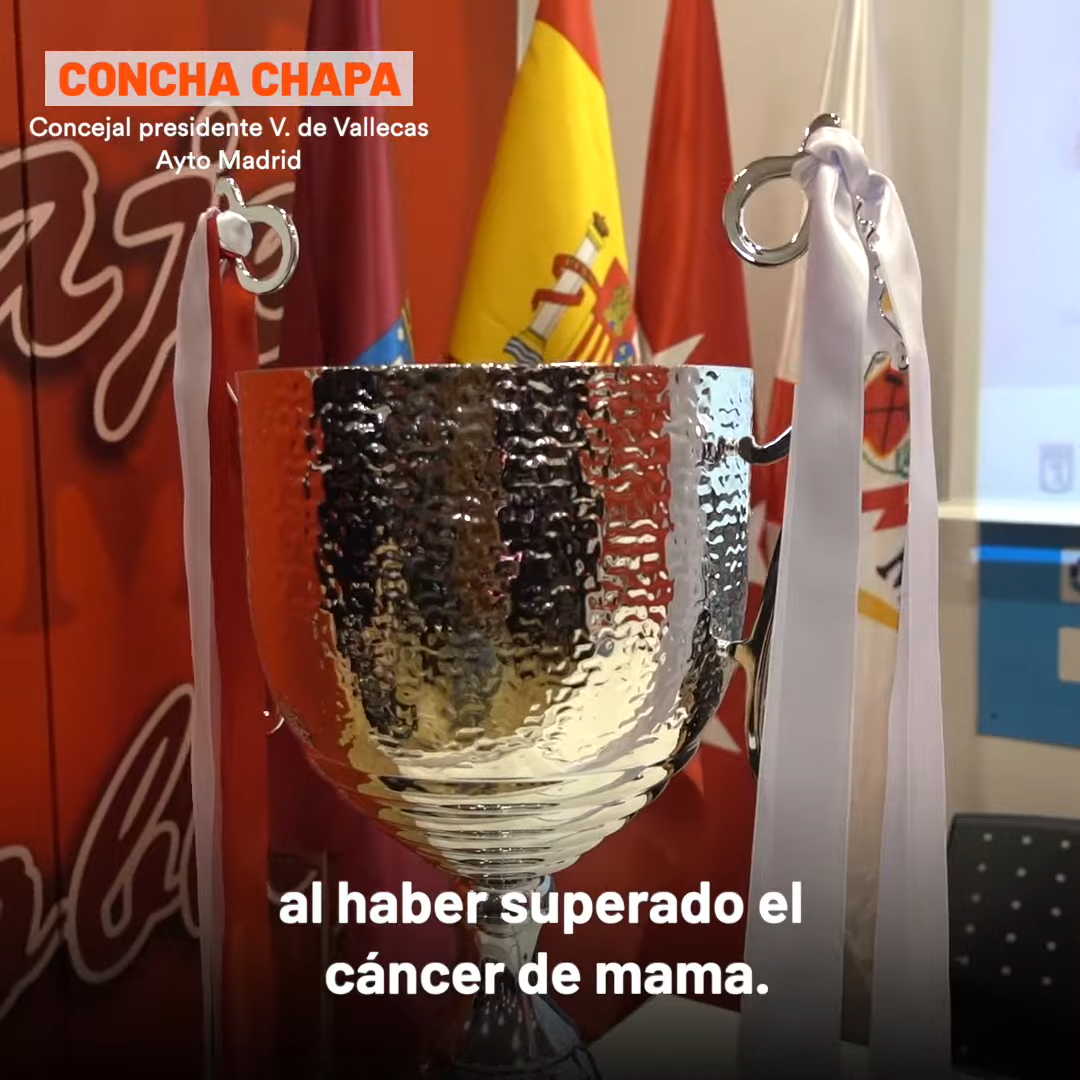 CONCHA CHAPA
Concejal presidente V. de Vallecas
Ayto Madrid
al haber superado el
cáncer de mama.